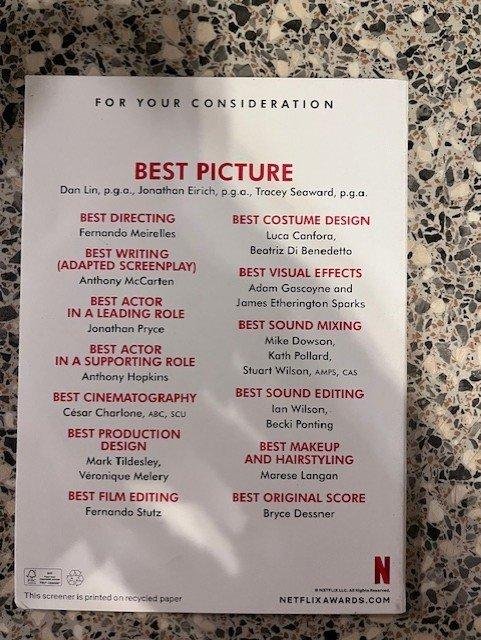 FOR YOUR CONSIDERATION
BEST PICTURE
Dan Lin, p.g.a., Jonathan Eirich, p.g.a., Tracey Seaward, p.g.a.
BEST DIRECTING
Fernando Meirelles
BEST WRITING
(ADAPTED SCREENPLAY)
Anthony McCarten
BEST ACTOR
IN A LEADING ROLE
Jonathan Pryce
BEST ACTOR
IN A SUPPORTING ROLE
Anthony Hopkins
BEST CINEMATOGRAPHY
César Charlone, ABC, SCU
BEST PRODUCTION
DESIGN
Mark Tildesley,
Véronique Melery
BEST FILM EDITING
Fernando Stutz
BEST COSTUME DESIGN
Luca Canfora,
Beatriz Di Benedetto
BEST VISUAL EFFECTS
Adam Gascoyne and
James Etherington Sparks
BEST SOUND MIXING
Mike Dowson,
Kath Pollard,
Stuart Wilson, AMPS, CAS
BEST SOUND EDITING
Ian Wilson,
Becki Ponting
BEST MAKEUP
AND HAIRSTYLING
Marese Langan
BEST ORIGINAL SCORE
Bryce Dessner
This screener is printed on recycled paper
N
© NETFLIX LLC. All Rights Reserved.
NETFLIXAWARDS.COM